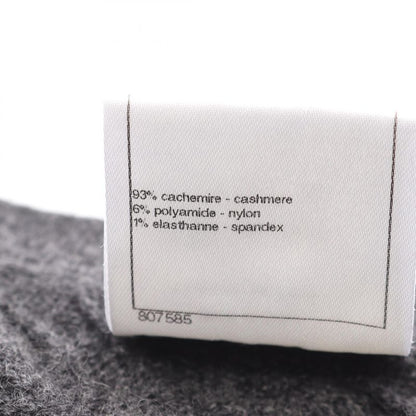 93% cachemire - cashmere
6% polyamide - nylon
1% elasthanne - spandex
807585